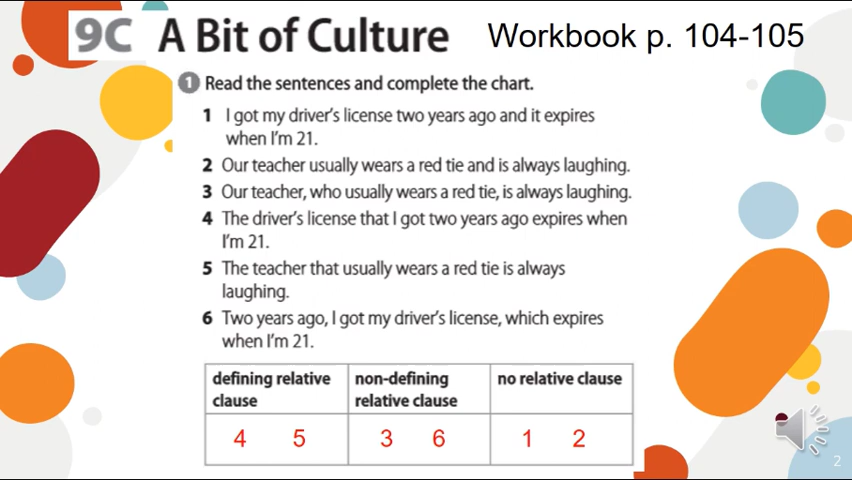 9C A Bit of Culture Workbook p. 104-105
1 Read the sentences and complete the chart.
1 I got my driver's license two years ago and it expires
when I'm 21.
2 Our teacher usually wears a red tie and is always laughing.
3 Our teacher, who usually wears a red tie, is always laughing.
4 The driver's license that I got two years ago expires when
I'm 21.
5 The teacher that usually wears a red tie is always
laughing.
6 Two years ago, I got my driver's license, which expires
when I'm 21.
defining relative non-defining no relative clause
clause relative clause
4 5 3 6 1 2
2